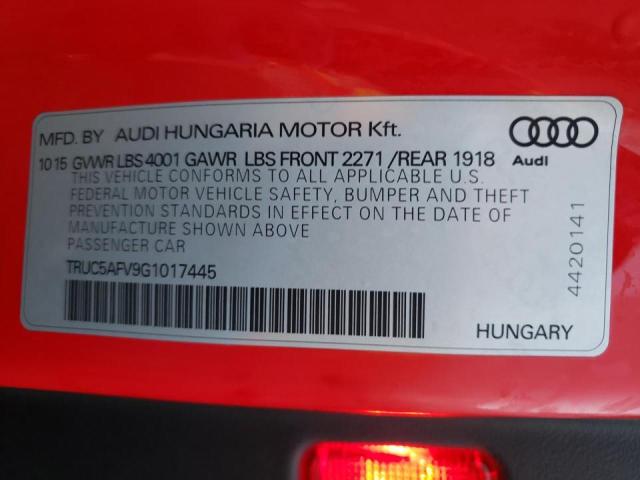 MFD. BY AUDI HUNGARIA MOTOR Kft.
10 15 GVWR LBS 4001 GAWR LBS FRONT 2271 /REAR 1918
Audi
THIS VEHICLE CONFORMS TO ALL APPLICABLE U.S.
FEDERAL MOTOR VEHICLE SAFETY, BUMPER AND THEFT
PREVENTION STANDARDS IN EFFECT ON THE DATE OF
MANUFACTURE SHOWN ABOVE
PASSENGER CAR
TRUC5AFV9G1017445
4420141
HUNGARY